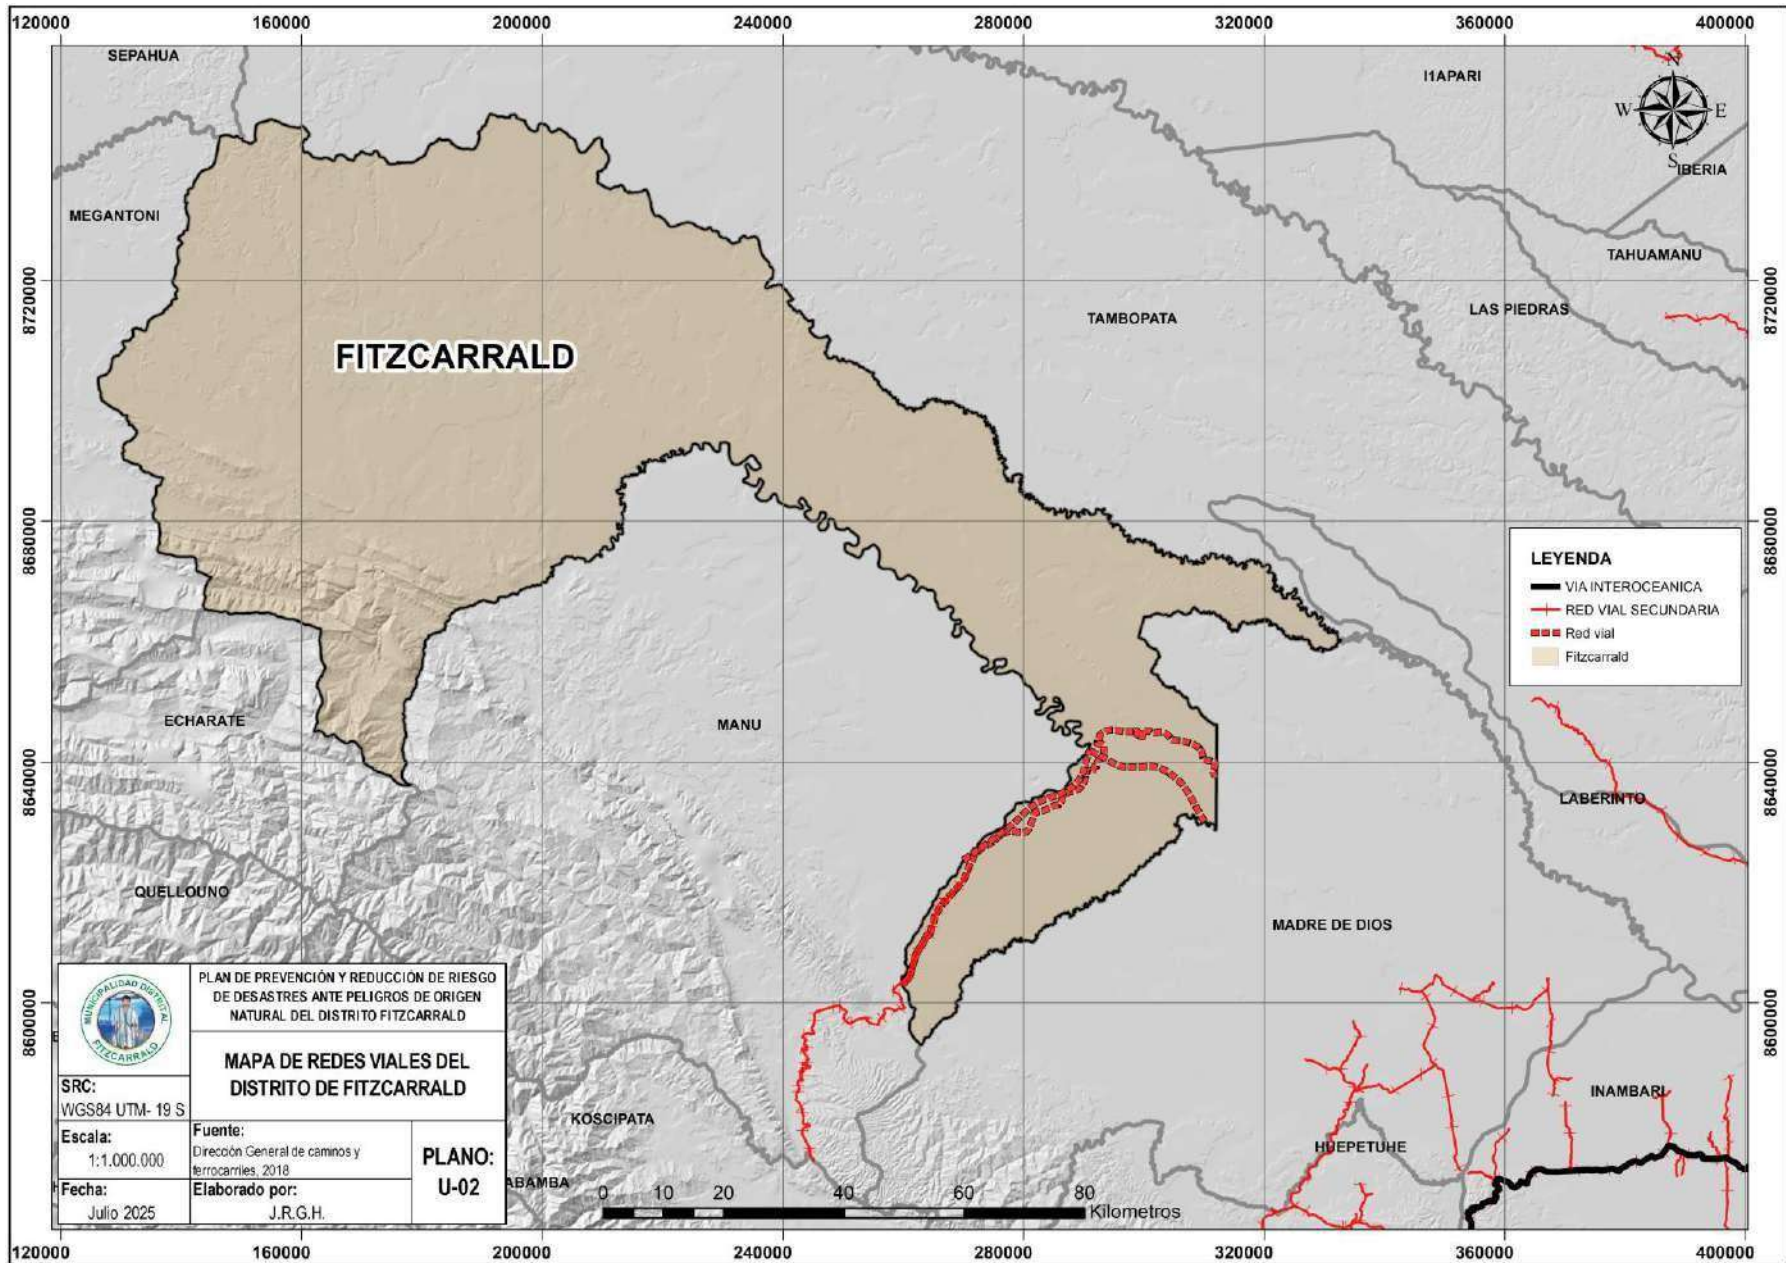 120000 160000 200000 240000 280000 320000 360000 400000
SEPAHUA
I1APARI
N
W E
S
IBERIA
MEGANTONI
TAHUAMANU
8720000 8720000
LAS PIEDRAS
TAMBOPATA
FITZCARRALD
8680000 8680000
LEYENDA
VIA INTEROCEANICA
RED VIAL SECUNDARIA
Red vial
Fitzcarrald
ECHARATE
MANU
8640000 8640000
LABERINTO
QUELLOUNO
MADRE DE DIOS
8600000 8600000
INAMBARI
KOSCIPATA
HUEPETUHE
ABAMBA
MUNICIPALIDAD DISTRITAL
FITZCARRALD
PLAN DE PREVENCIÓN Y REDUCCIÓN DE RIESGO
DE DESASTRES ANTE PELIGROS DE ORIGEN
NATURAL DEL DISTRITO FITZCARRALD
MAPA DE REDES VIALES DEL
DISTRITO DE FITZCARRALD
SRC:
WGS84 UTM- 19 S
Escala:
1:1.000.000
Fuente:
Dirección General de caminos y
ferrocarriles, 2018
PLANO:
U-02
Fecha:
Julio 2025
Elaborado por:
J.R.G.H.
0 10 20 40 60 80
Kilometros
120000 160000 200000 240000 280000 320000 360000 400000